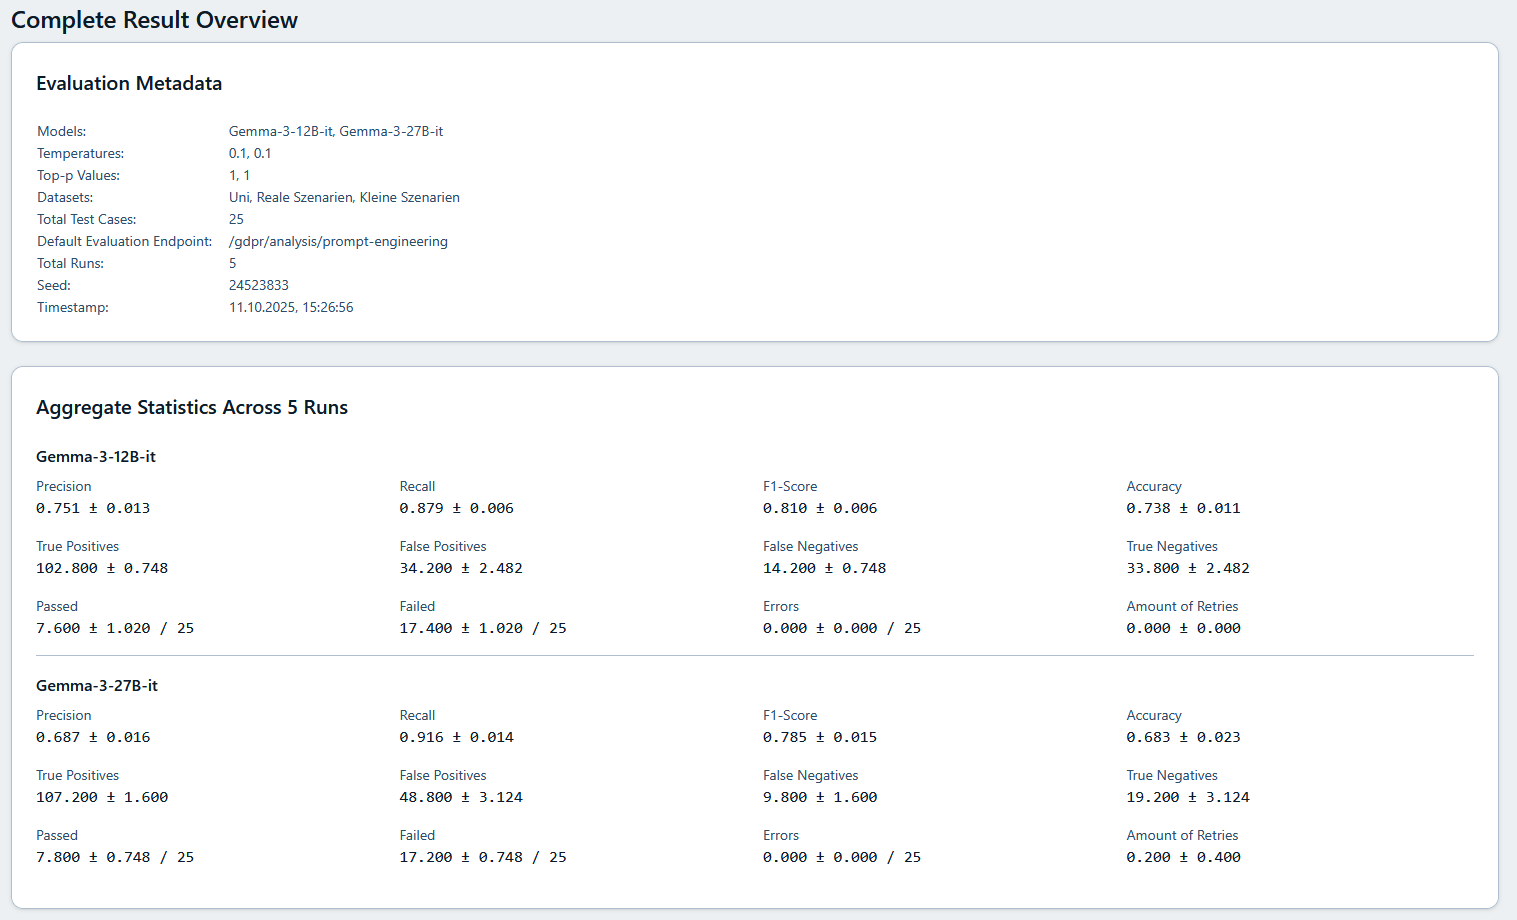 Complete Result Overview
Evaluation Metadata
Models: Gemma-3-12B-it, Gemma-3-27B-it
Temperatures: 0.1, 0.1
Top-p Values: 1, 1
Datasets: Uni, Reale Szenarien, Kleine Szenarien
Total Test Cases: 25
Default Evaluation Endpoint: /gdpr/analysis/prompt-engineering
Total Runs: 5
Seed: 24523833
Timestamp: 11.10.2025, 15:26:56
Aggregate Statistics Across 5 Runs
Gemma-3-12B-it
Precision Recall F1-Score Accuracy
0.751 ± 0.013 0.879 ± 0.006 0.810 ± 0.006 0.738 ± 0.011
True Positives False Positives False Negatives True Negatives
102.800 ± 0.748 34.200 ± 2.482 14.200 ± 0.748 33.800 ± 2.482
Passed Failed Errors Amount of Retries
7.600 ± 1.020 / 25 17.400 ± 1.020 / 25 0.000 ± 0.000 / 25 0.000 ± 0.000
Gemma-3-27B-it
Precision Recall F1-Score Accuracy
0.687 ± 0.016 0.916 ± 0.014 0.785 ± 0.015 0.683 ± 0.023
True Positives False Positives False Negatives True Negatives
107.200 ± 1.600 48.800 ± 3.124 9.800 ± 1.600 19.200 ± 3.124
Passed Failed Errors Amount of Retries
7.800 ± 0.748 / 25 17.200 ± 0.748 / 25 0.000 ± 0.000 / 25 0.200 ± 0.400